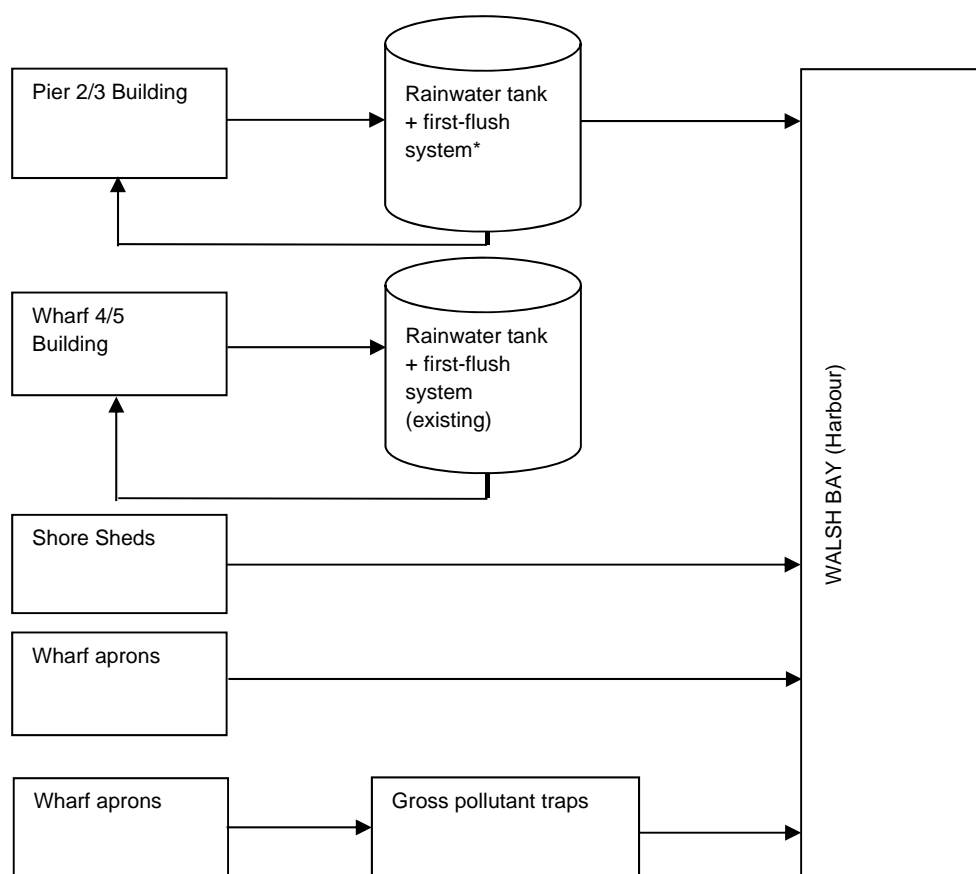 Pier 2/3 Building
Rainwater tank
+ first-flush
system*
Wharf 4/5
Building
Rainwater tank
+ first-flush
system
(existing)
Shore Sheds
Wharf aprons
Wharf aprons
Gross pollutant traps
WALSH BAY (Harbour)